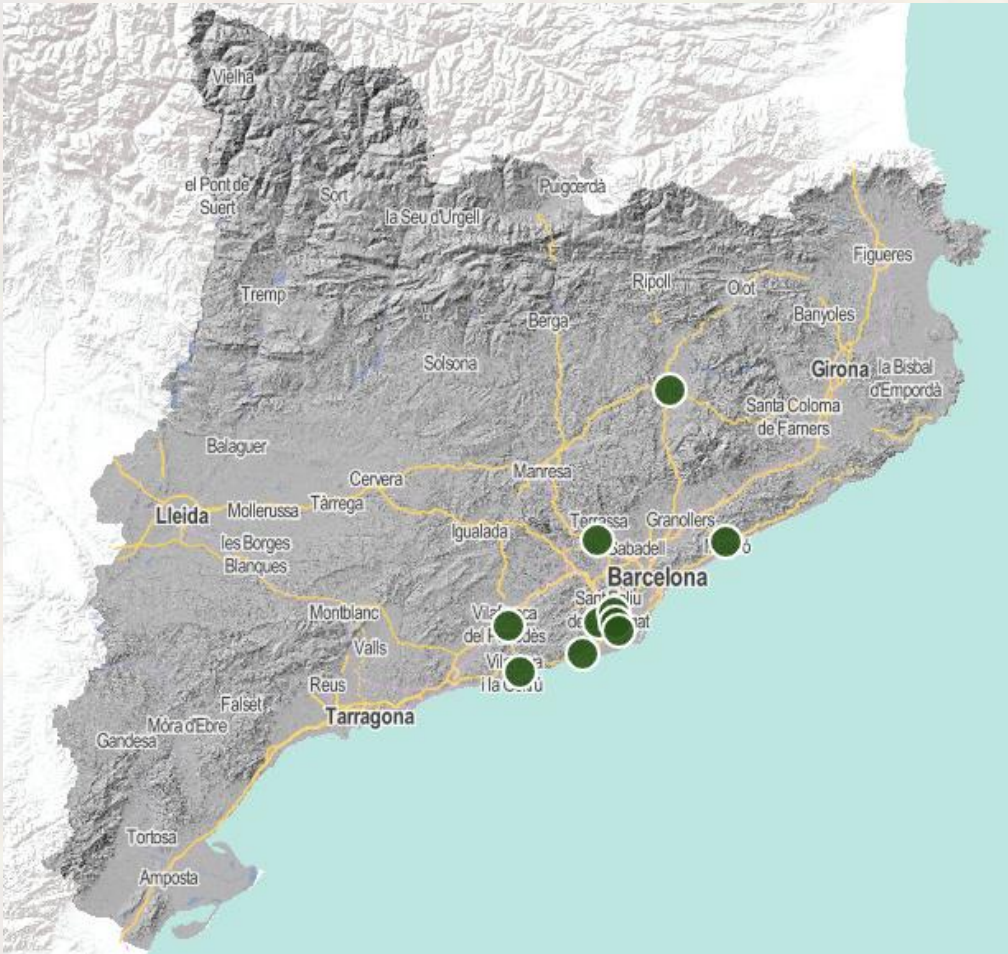 Vielha
el Pont de
Suert
Sort
la Seu d'Urgell
Puigcerdà
Figueres
Tremp
Ripoll
Olot
Banyoles
Berga
Solsona
Girona
la Bisbal
d'Empordà
Santa Coloma
de Farners
Balaguer
Manresa
Cervera
Lleida
Mollerussa
Tàrrega
Igualada
Terrassa
Granollers
les Borges
Blanques
Sabadell
Barcelona
Montblanc
Valls
del
Reus
Falset
Tarragona
Móra d'Ebre
Gandesa
Tortosa
Amposta